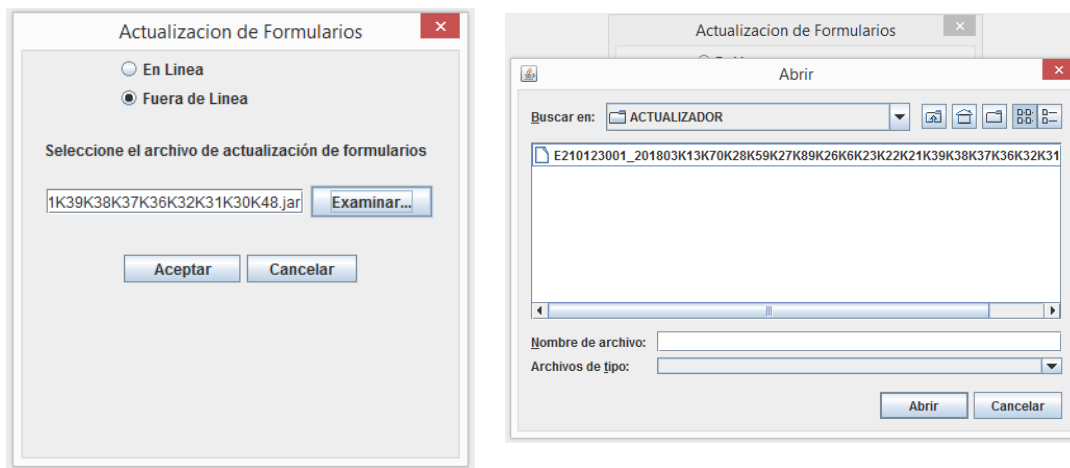 Actualizacion de Formularios
En Linea
Fuera de Linea
Seleccione el archivo de actualización de formularios
1K39K38K37K36K32K31K30K48.jar Examinar...
Aceptar Cancelar
Actualizacion de Formularios
Abrir
Buscar en: ACTUALIZADOR
E210123001_201803K13K70K28K59K27K89K26K6K23K22K21K39K38K37K36K32K31
Nombre de archivo:
Archivos de tipo:
Abrir Cancelar